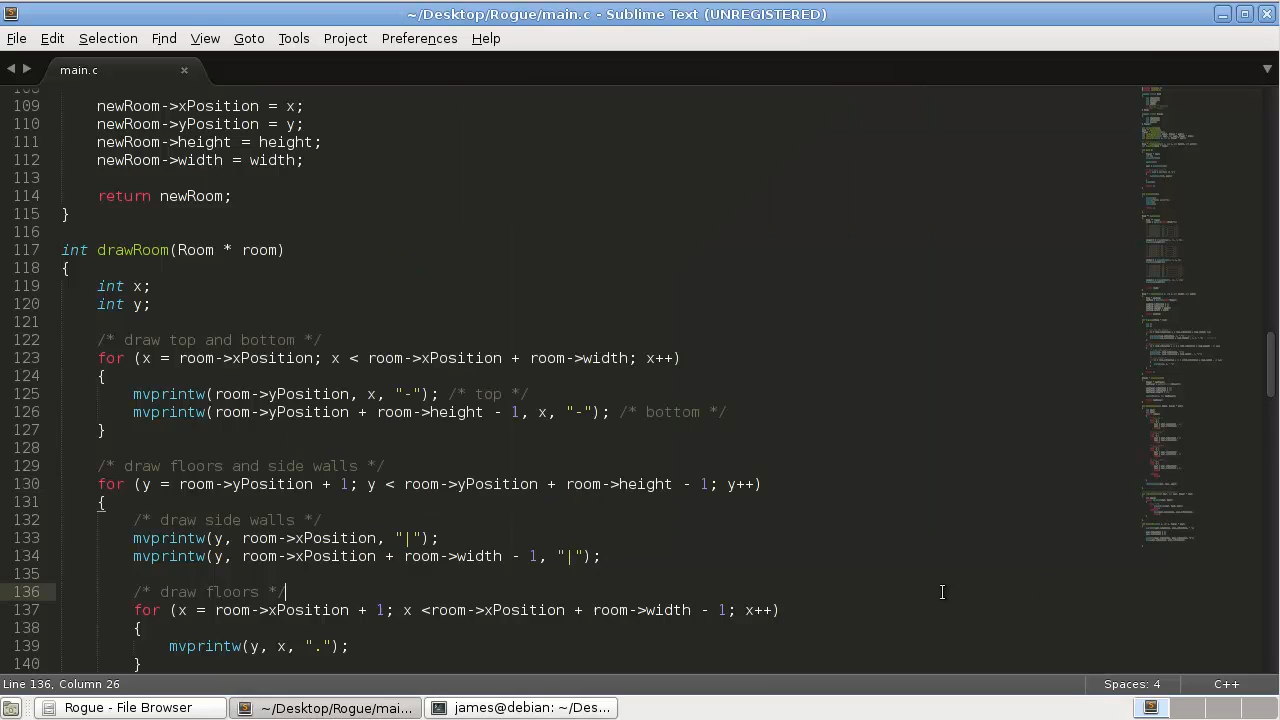 ~/Desktop/Rogue/main.c - Sublime Text (UNREGISTERED)
File Edit Selection Find View Goto Tools Project Preferences Help
main.c
108
109 newRoom->xPosition = x;
110 newRoom->yPosition = y;
111 newRoom->height = height;
112 newRoom->width = width;
113
114 return newRoom;
115 }
116
117 int drawRoom(Room * room)
118 {
119 int x;
120 int y;
121
122 /* draw top and bottom */
123 for (x = room->xPosition; x < room->xPosition + room->width; x++)
124 {
125 mvprintw(room->yPosition, x, "-"); /* top */
126 mvprintw(room->yPosition + room->height - 1, x, "-"); /* bottom */
127 }
128
129 /* draw floors and side walls */
130 for (y = room->yPosition + 1; y < room->yPosition + room->height - 1; y++)
131 {
132 /* draw side walls */
133 mvprintw(y, room->xPosition, "|");
134 mvprintw(y, room->xPosition + room->width - 1, "|");
135
136 /* draw floors */
137 for (x = room->xPosition + 1; x <room->xPosition + room->width - 1; x++)
138 {
139 mvprintw(y, x, ".");
140 }
Line 136, Column 26 Spaces: 4 C++
Rogue - File Browser ~/Desktop/Rogue/mai... james@debian: ~/Des...